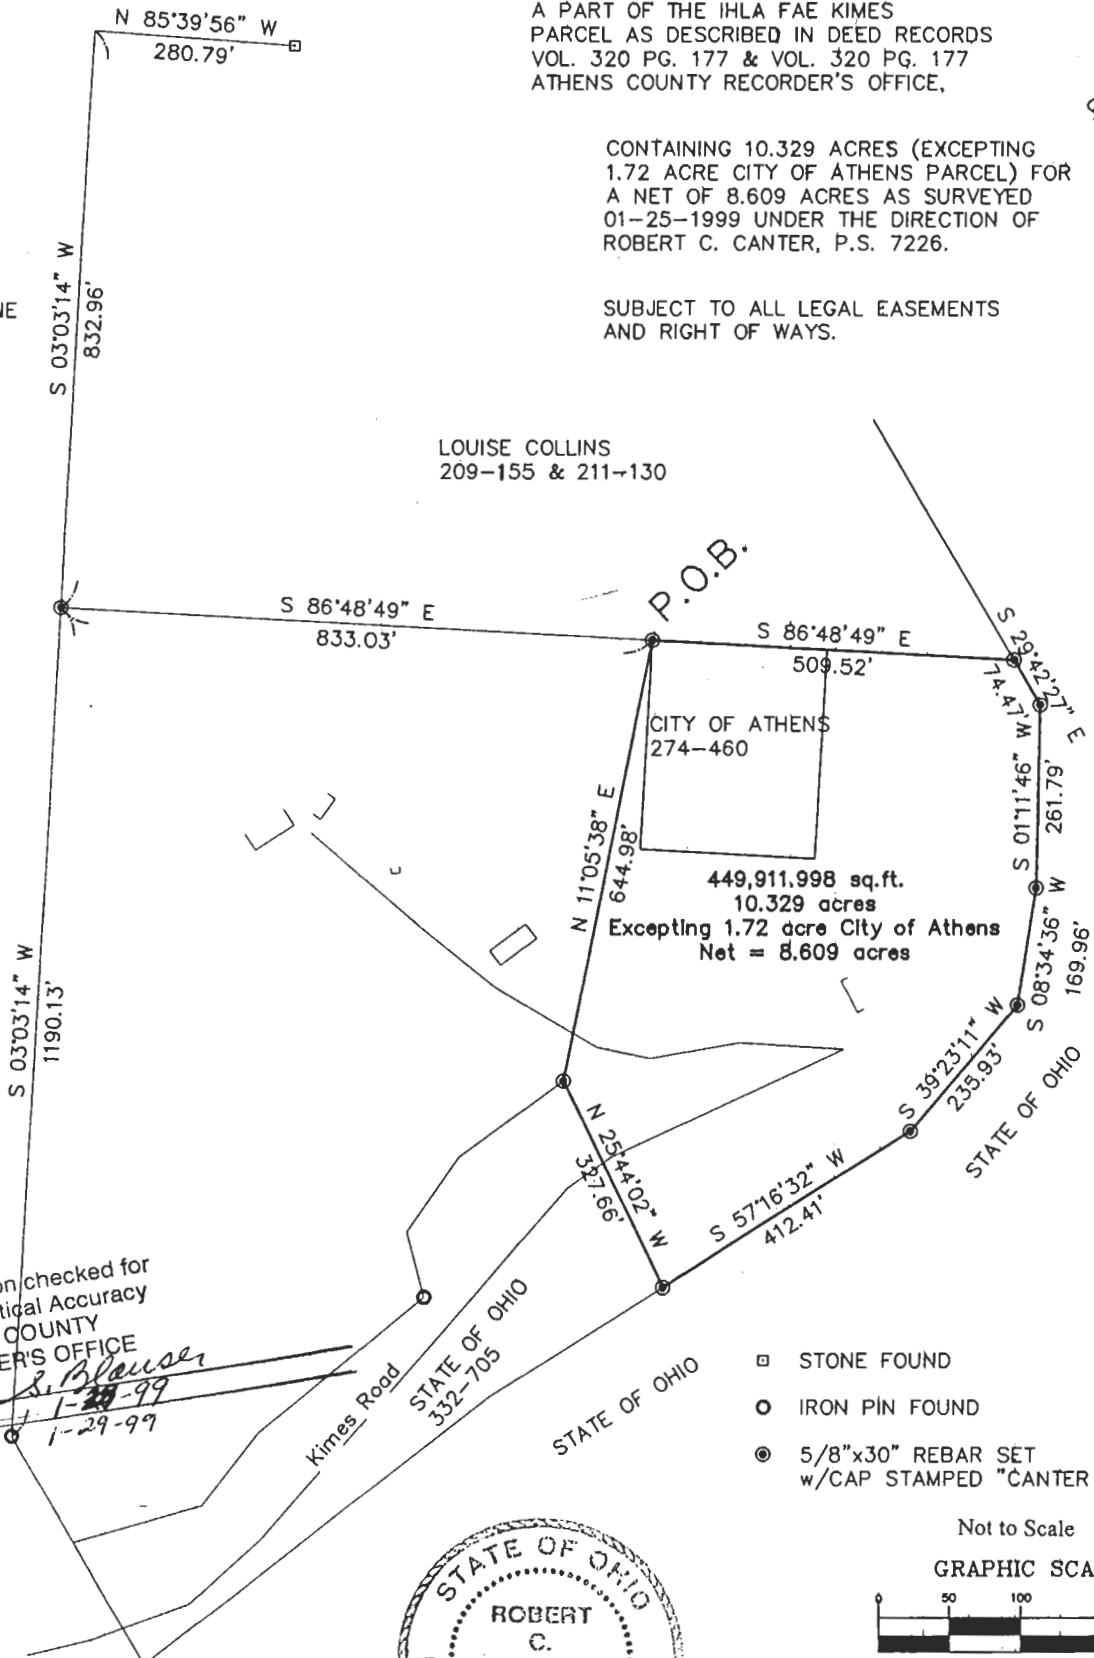 N 85°39'56" W
280.79'
A PART OF THE IHLA FAE KIMES
PARCEL AS DESCRIBED IN DEED RECORDS
VOL. 320 PG. 177 & VOL. 320 PG. 177
ATHENS COUNTY RECORDER'S OFFICE,
CONTAINING 10.329 ACRES (EXCEPTING
1.72 ACRE CITY OF ATHENS PARCEL) FOR
A NET OF 8.609 ACRES AS SURVEYED
01-25-1999 UNDER THE DIRECTION OF
ROBERT C. CANTER, P.S. 7226.
SUBJECT TO ALL LEGAL EASEMENTS
AND RIGHT OF WAYS.
S 03°03'14" W
832.96'
LOUISE COLLINS
209-155 & 211-130
P.O.B.
S 86°48'49" E
833.03'
S 86°48'49" E
509.52'
S 29°42'27" E
74.47'
CITY OF ATHENS
274-460
S 01°11'46" W
261.79'
N 11°05'38" E
644.98'
449,911.998 sq.ft.
10.329 acres
Excepting 1.72 acre City of Athens
Net = 8.609 acres
S 08°34'36" W
169.96'
S 03°03'14" W
1190.13'
S 39°23'11" W
235.93'
STATE OF OHIO
N 25°44'02" W
327.66'
S 57°16'32" W
412.41'
on checked for
tical Accuracy
COUNTY
ER'S OFFICE
S. Blauser
1-29-99
Kimes Road
STATE OF OHIO
332-705
STATE OF OHIO
STONE FOUND
IRON PIN FOUND
5/8"x30" REBAR SET
w/CAP STAMPED "CANTER
Not to Scale
GRAPHIC SCA
0 50 100
STATE OF OHIO
ROBERT
C.